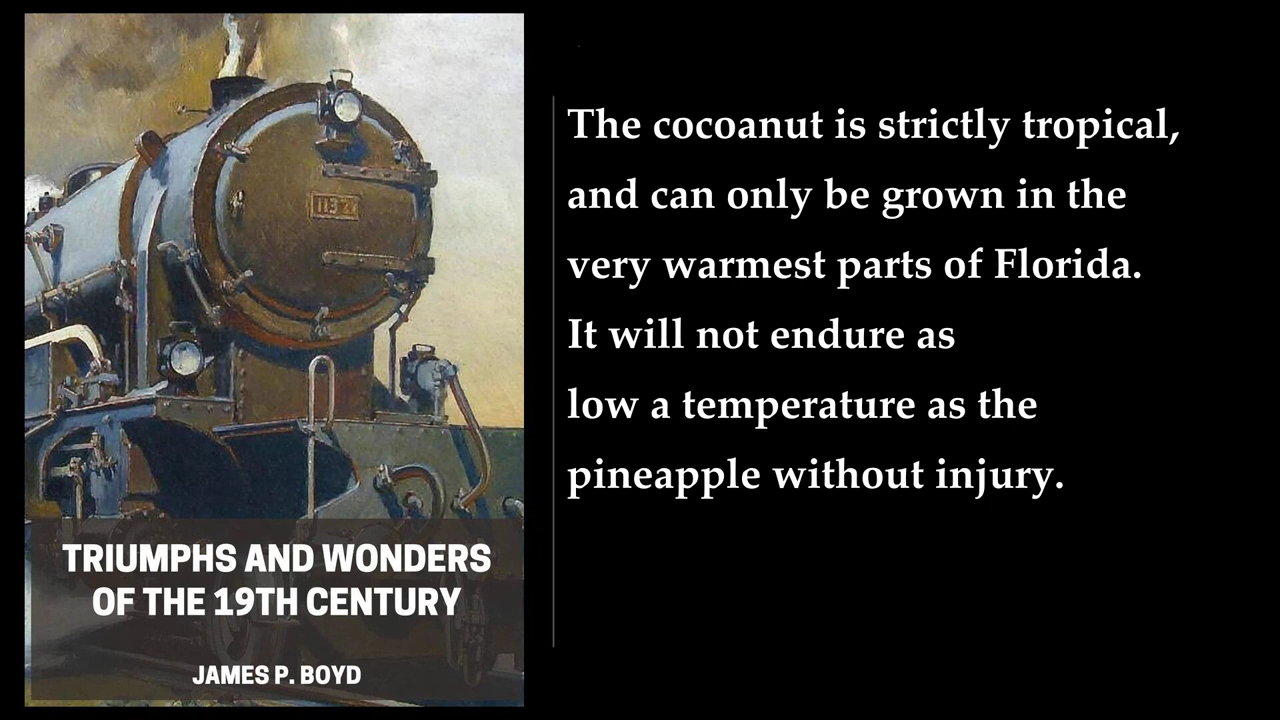 The cocoanut is strictly tropical,
and can only be grown in the
very warmest parts of Florida.
It will not endure as
low a temperature as the
pineapple without injury.
TRIUMPHS AND WONDERS
OF THE 19TH CENTURY
JAMES P. BOYD